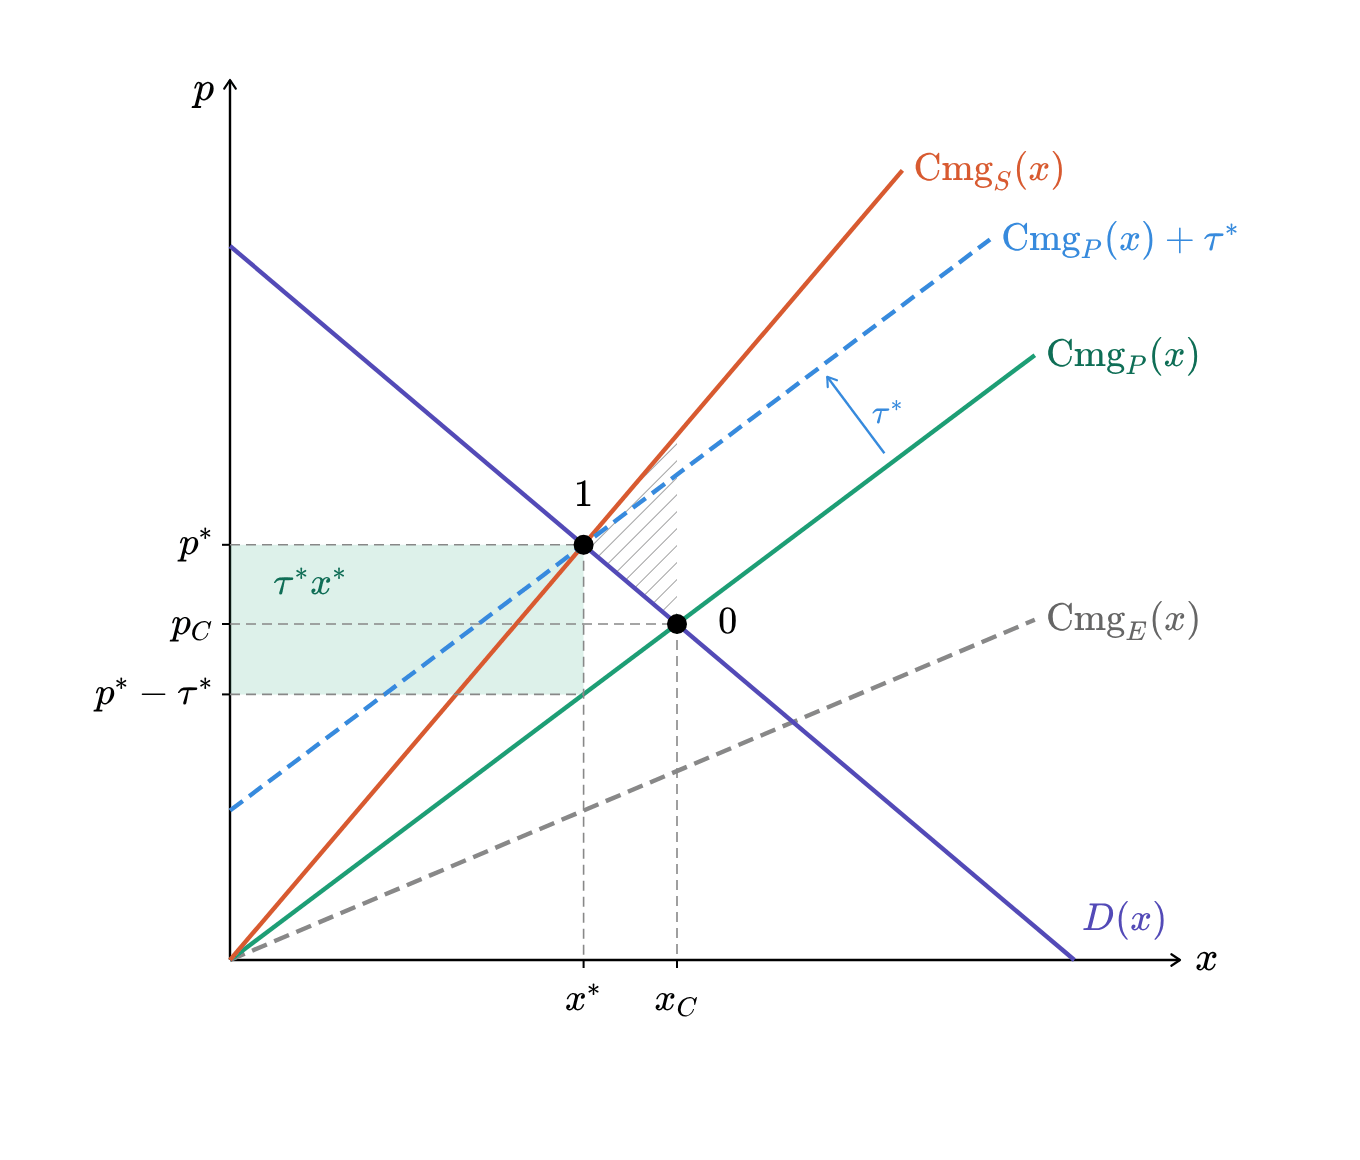 p
Cmg_S(x)
Cmg_P(x) + τ*
Cmg_P(x)
τ*
1
p*
τ*x*
p_C
0
Cmg_E(x)
p* − τ*
D(x)
x
x*
x_C